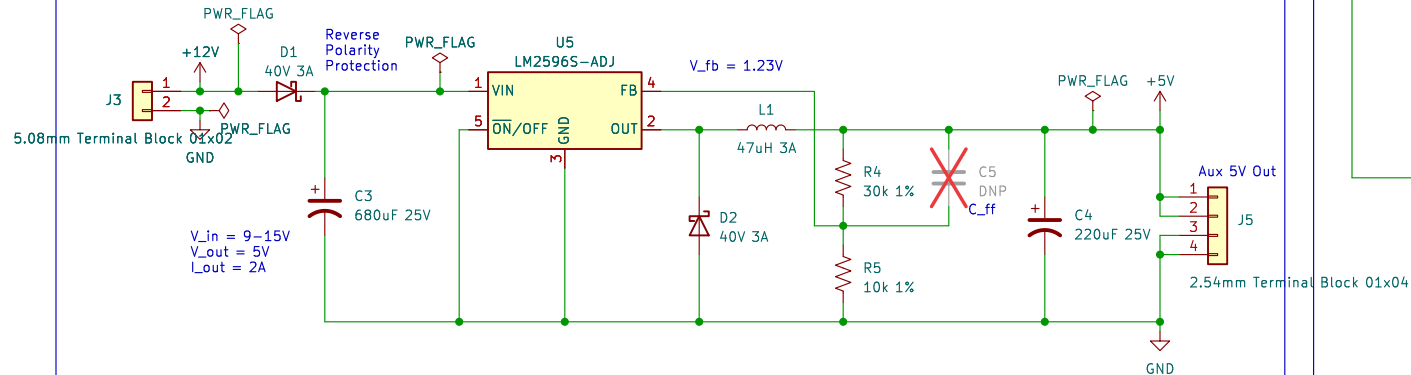 PWR_FLAG
+12V
D1
40V 3A
Reverse
Polarity
Protection
PWR_FLAG
U5
LM2596S-ADJ
V_fb = 1.23V
PWR_FLAG
+5V
J3
1
2
PWR_FLAG
5.08mm Terminal Block 01x02
GND
1
VIN
5
ON/OFF
GND
3
FB
4
OUT
2
L1
47uH 3A
R4
30k 1%
C5
DNP
C_ff
Aux 5V Out
1
2
3
4
J5
2.54mm Terminal Block 01x04
+
C3
680uF 25V
V_in = 9-15V
V_out = 5V
I_out = 2A
D2
40V 3A
R5
10k 1%
+
C4
220uF 25V
GND